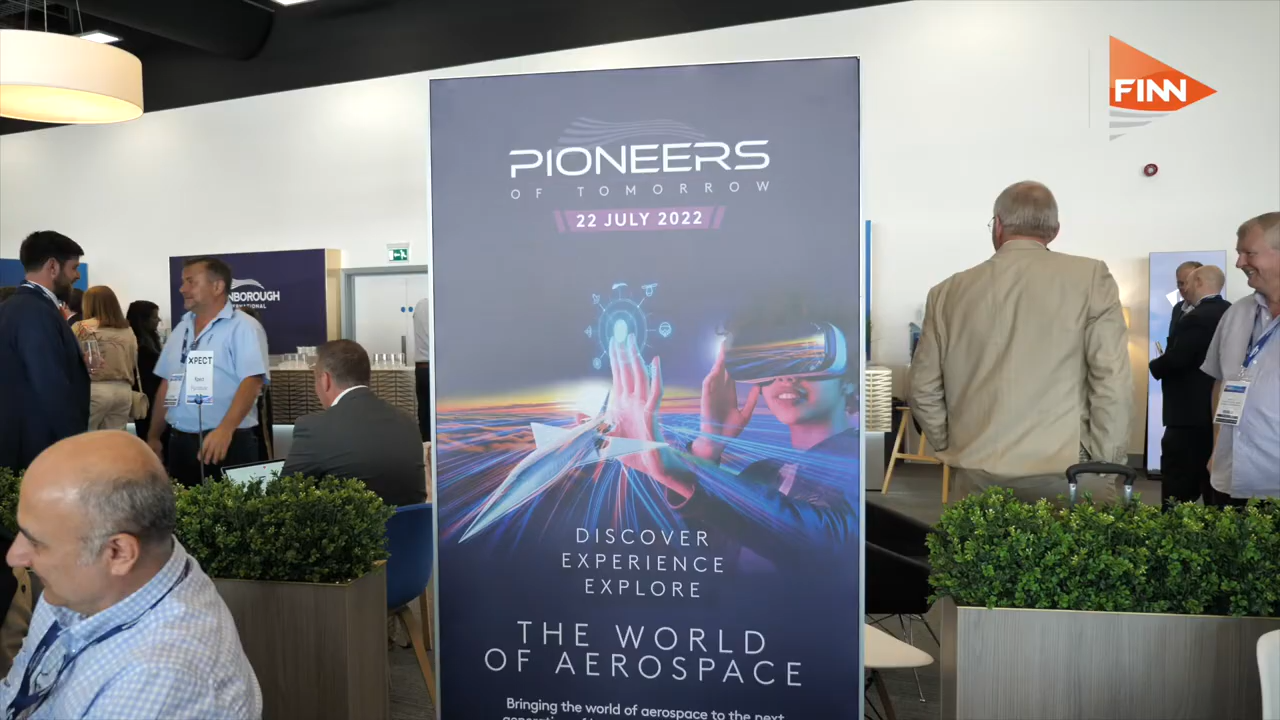 FINN
PIONEERS
OF TOMORROW
22 JULY 2022
NBOROUGH
XPECT
DISCOVER
EXPERIENCE
EXPLORE
THE WORLD
OF AEROSPACE
Bringing the world of aerospace to the next